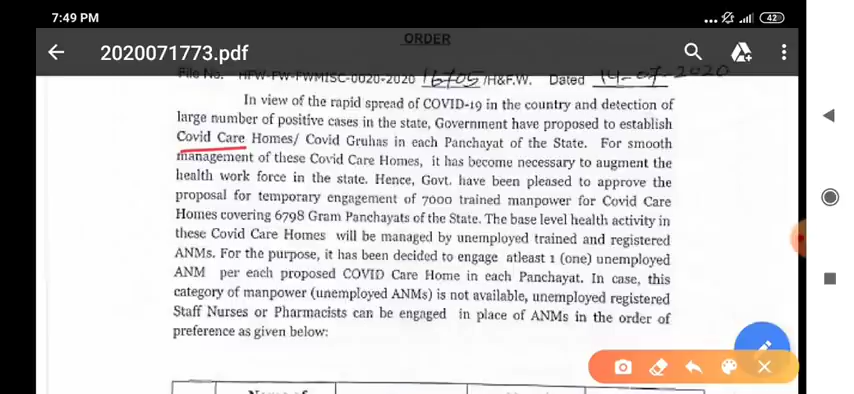 7:49 PM
42
2020071773.pdf
ORDER
File No. HFW-FW-FWMISC-0020-2020 16705/H&F.W. Dated 14-07-2020
In view of the rapid spread of COVID-19 in the country and detection of
large number of positive cases in the state, Government have proposed to establish
Covid Care Homes/ Covid Gruhas in each Panchayat of the State. For smooth
management of these Covid Care Homes, it has become necessary to augment the
health work force in the state. Hence, Govt. have been pleased to approve the
proposal for temporary engagement of 7000 trained manpower for Covid Care
Homes covering 6798 Gram Panchayats of the State. The base level health activity in
these Covid Care Homes will be managed by unemployed trained and registered
ANMs. For the purpose, it has been decided to engage atleast 1 (one) unemployed
ANM per each proposed COVID Care Home in each Panchayat. In case, this
category of manpower (unemployed ANMs) is not available, unemployed registered
Staff Nurses or Pharmacists can be engaged in place of ANMs in the order of
preference as given below:
Name of